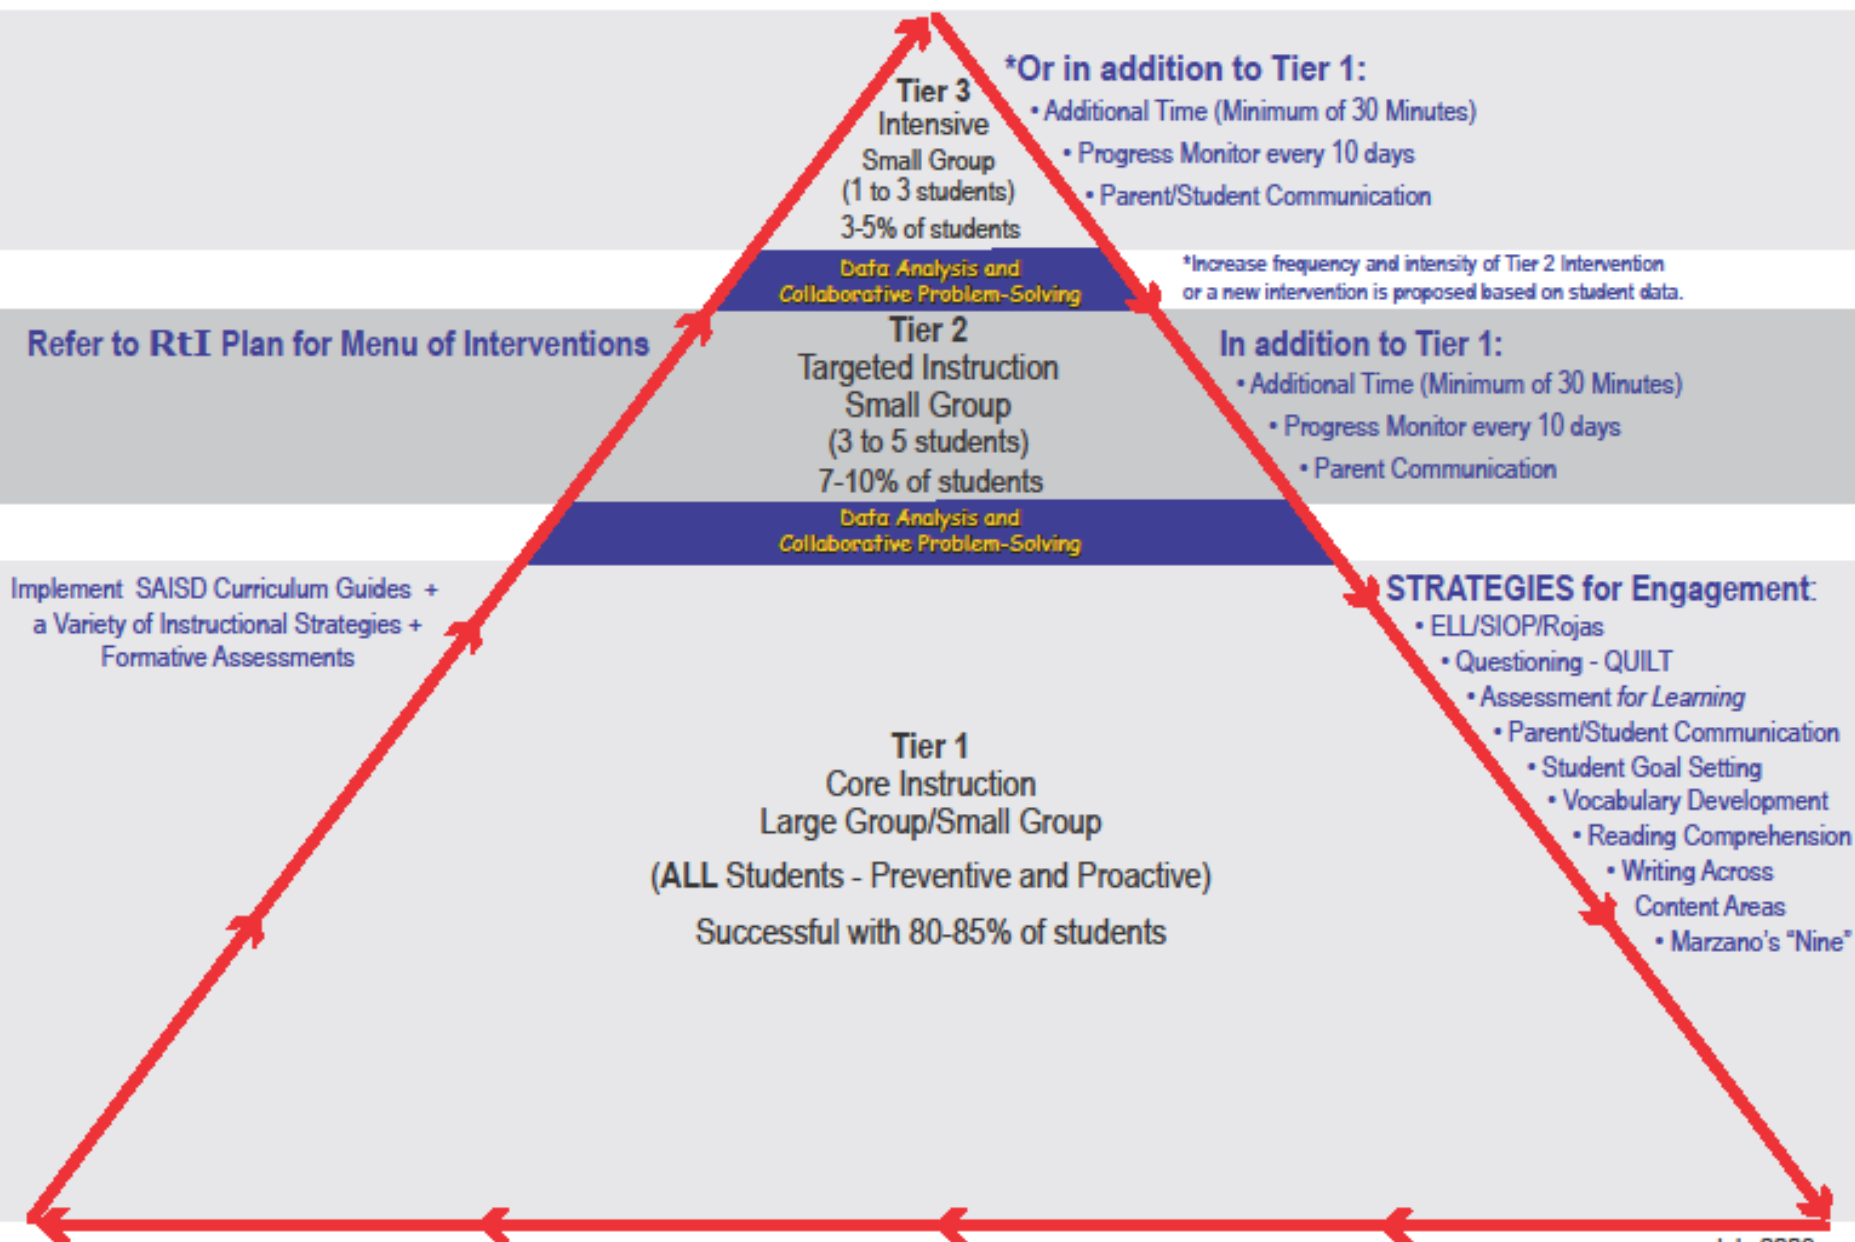 Tier 3
Intensive
Small Group
(1 to 3 students)
3-5% of students
*Or in addition to Tier 1:
• Additional Time (Minimum of 30 Minutes)
• Progress Monitor every 10 days
• Parent/Student Communication
Data Analysis and
Collaborative Problem-Solving
*Increase frequency and intensity of Tier 2 Intervention
or a new intervention is proposed based on student data.
Refer to RtI Plan for Menu of Interventions
Tier 2
Targeted Instruction
Small Group
(3 to 5 students)
7-10% of students
In addition to Tier 1:
• Additional Time (Minimum of 30 Minutes)
• Progress Monitor every 10 days
• Parent Communication
Data Analysis and
Collaborative Problem-Solving
Implement SAISD Curriculum Guides +
a Variety of Instructional Strategies +
Formative Assessments
Tier 1
Core Instruction
Large Group/Small Group
(ALL Students - Preventive and Proactive)
Successful with 80-85% of students
STRATEGIES for Engagement:
• ELL/SIOP/Rojas
• Questioning - QUILT
• Assessment for Learning
• Parent/Student Communication
• Student Goal Setting
• Vocabulary Development
• Reading Comprehension
• Writing Across
Content Areas
• Marzano's "Nine"